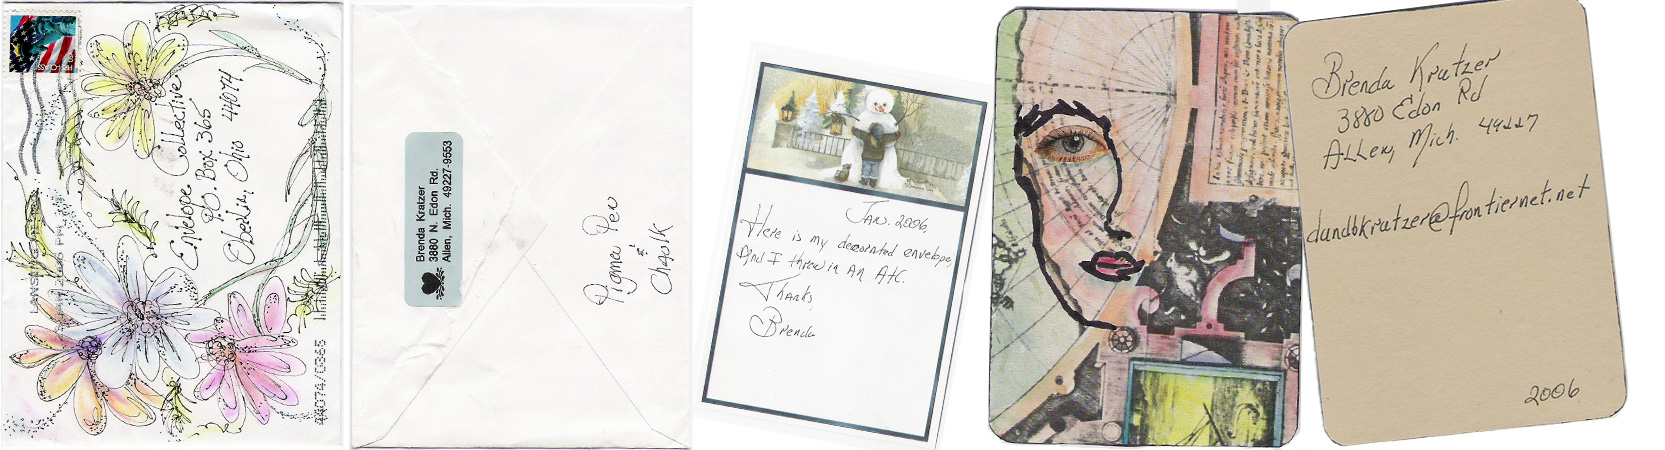 USA
LANSING
Envelope Collective
P.O. Box 365
Oberlin, Ohio 44074
44074/0365
Brenda Kratzer
3880 N. Edon Rd.
Allen, Mich. 49227-9553
Pigma Pen
&
Chaulk
Jan. 2006
Here is my decorated envelope,
And I threw in an ATC.
Thanks,
Brenda
Brenda Kratzer
3880 Edon Rd
Allen, Mich. 49227
dandbkratzer@frontiernet.net
2006